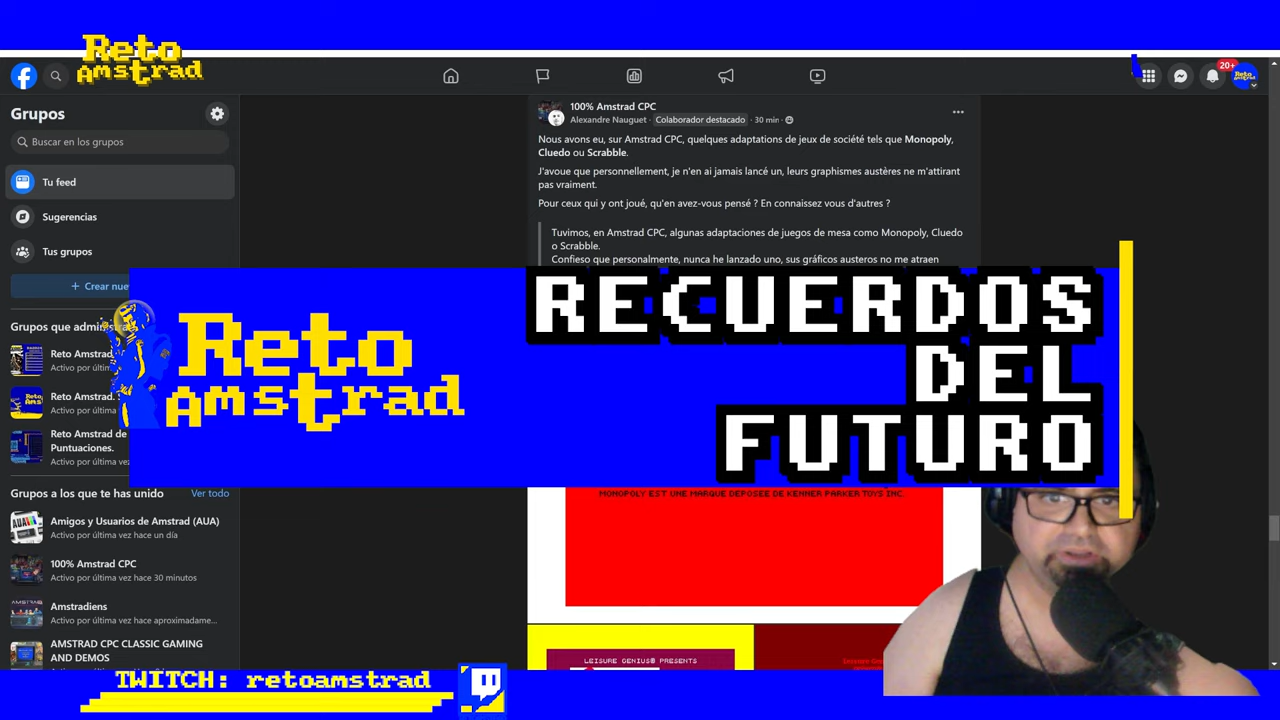 Reto
Amstrad
20+
Grupos
Buscar en los grupos
Tu feed
Sugerencias
Tus grupos
+ Crear
Grupos que
Reto Amstrad
Activo por últim
Reto Amstrad.
Activo por última
Reto Amstrad de
Puntuaciones.
Activo por última vez
Grupos a los que te has unido
Ver todo
Amigos y Usuarios de Amstrad (AUA)
Activo por última vez hace un día
100% Amstrad CPC
Activo por última vez hace 30 minutos
Amstradiens
Activo por última vez hace aproximadame...
AMSTRAD CPC CLASSIC GAMING
AND DEMOS
100% Amstrad CPC
Alexandre Nauguet · Colaborador destacado · 30 min ·
Nous avons eu, sur Amstrad CPC, quelques adaptations de jeux de société tels que Monopoly,
Cluedo ou Scrabble.
J'avoue que personnellement, je n'en ai jamais lancé un, leurs graphismes austères ne m'attirant
pas vraiment.
Pour ceux qui y ont joué, qu'en avez-vous pensé ? En connaissez vous d'autres ?
Tuvimos, en Amstrad CPC, algunas adaptaciones de juegos de mesa como Monopoly, Cluedo
o Scrabble.
Confieso que personalmente, nunca he lanzado uno, sus gráficos austeros no me atraen
Reto
Amstrad
RECUERDOS
DEL
FUTURO
MONOPOLY EST UNE MARQUE DEPOSEE DE KENNER PARKER TOYS INC.
LEISURE GENIUS® PRESENTS
TWITCH: retoamstrad